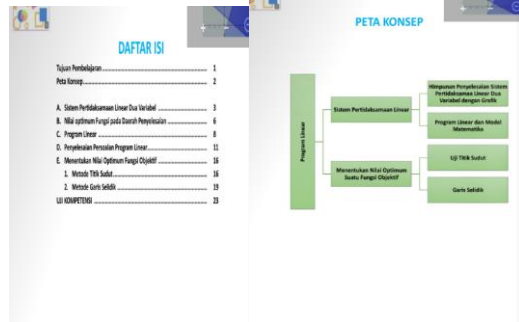 DAFTAR ISI
Tujuan Pembelajaran ........ 1
Peta Konsep ........ 2
A. Sistem Pertidaksamaan Linear Dua Variabel ........ 3
B. Nilai optimum Fungsi pada Daerah Penyelesaian ........ 6
C. Program Linear ........ 8
D. Penyelesaian Persoalan Program Linear ........ 11
E. Menentukan Nilai Optimum Fungsi Objektif ........ 16
1. Metode Titik Sudut ........ 16
2. Metode Garis Selidik ........ 19
UJI KOMPETENSI ........ 23
PETA KONSEP
Program Linear
Sistem Pertidaksamaan Linear
Himpunan Penyelesaian Sistem
Pertidaksamaa Linear Dua
Variabel dengan Grafik
Program Linear dan Model
Matematika
Menentukan Nilai Optimum
Suatu Fungsi Objektif
Uji Titik Sudut
Garis Selidik